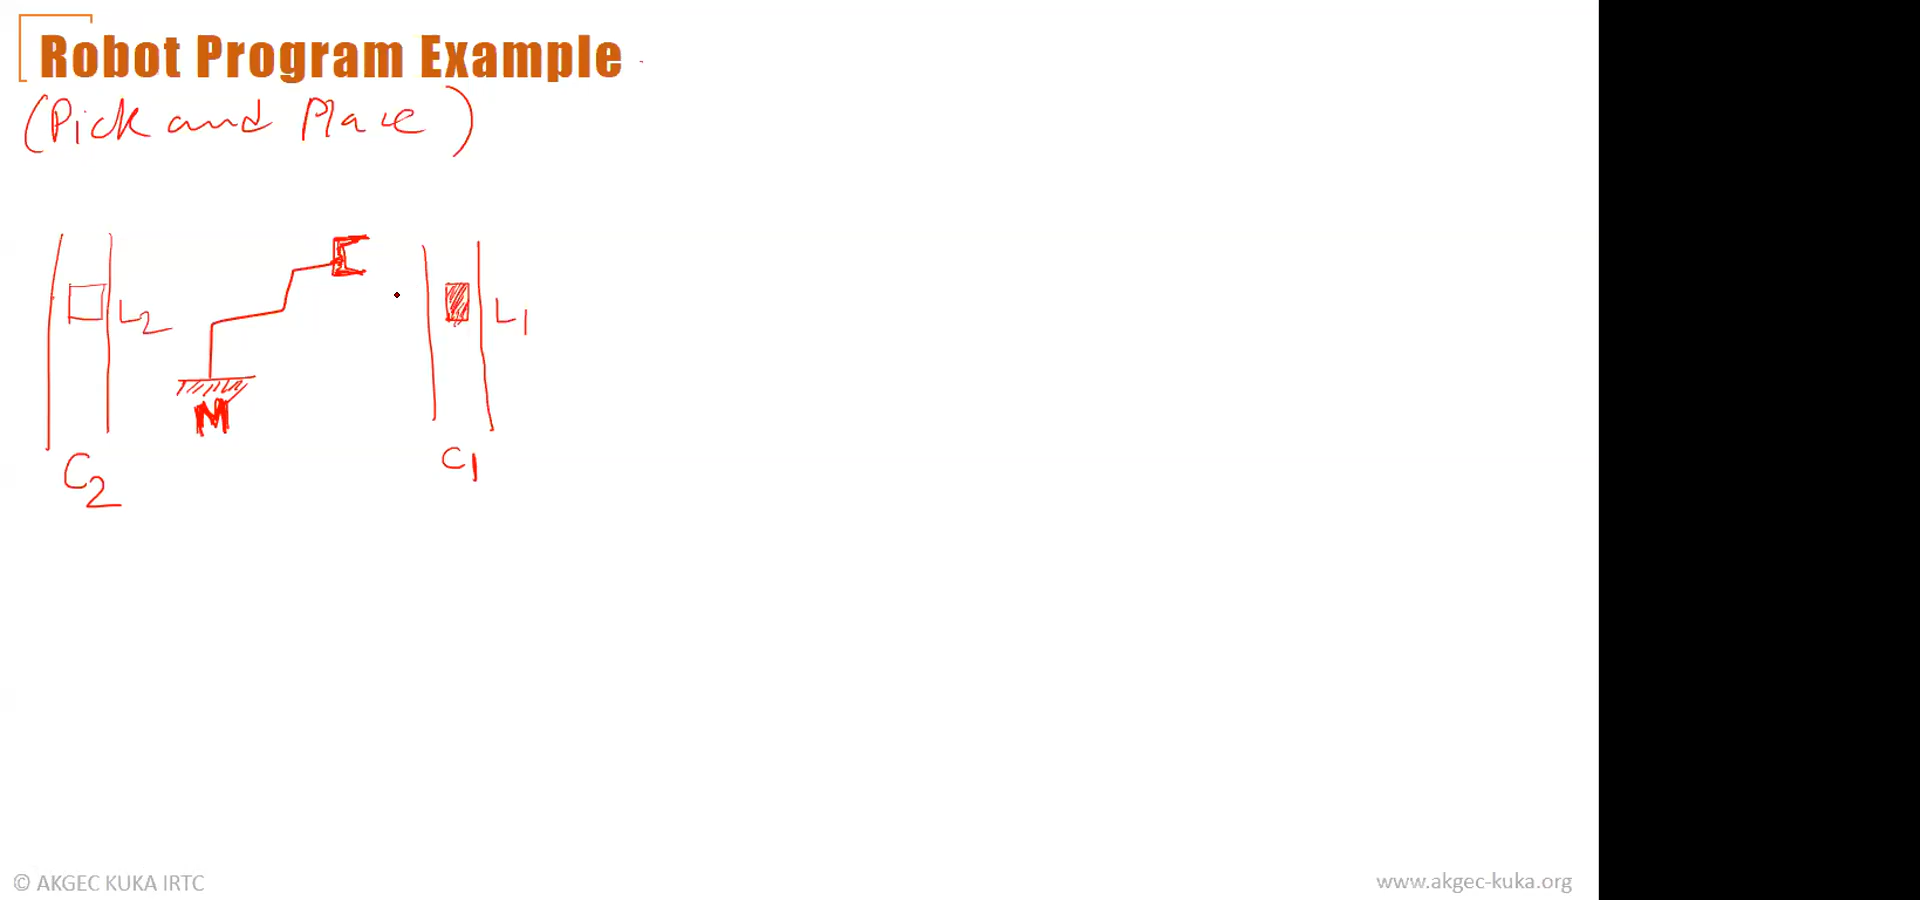 Robot Program Example
(Pick and Place)
L2
L1
M
C2
C1
© AKGEC KUKA IRTC
www.akgec-kuka.org